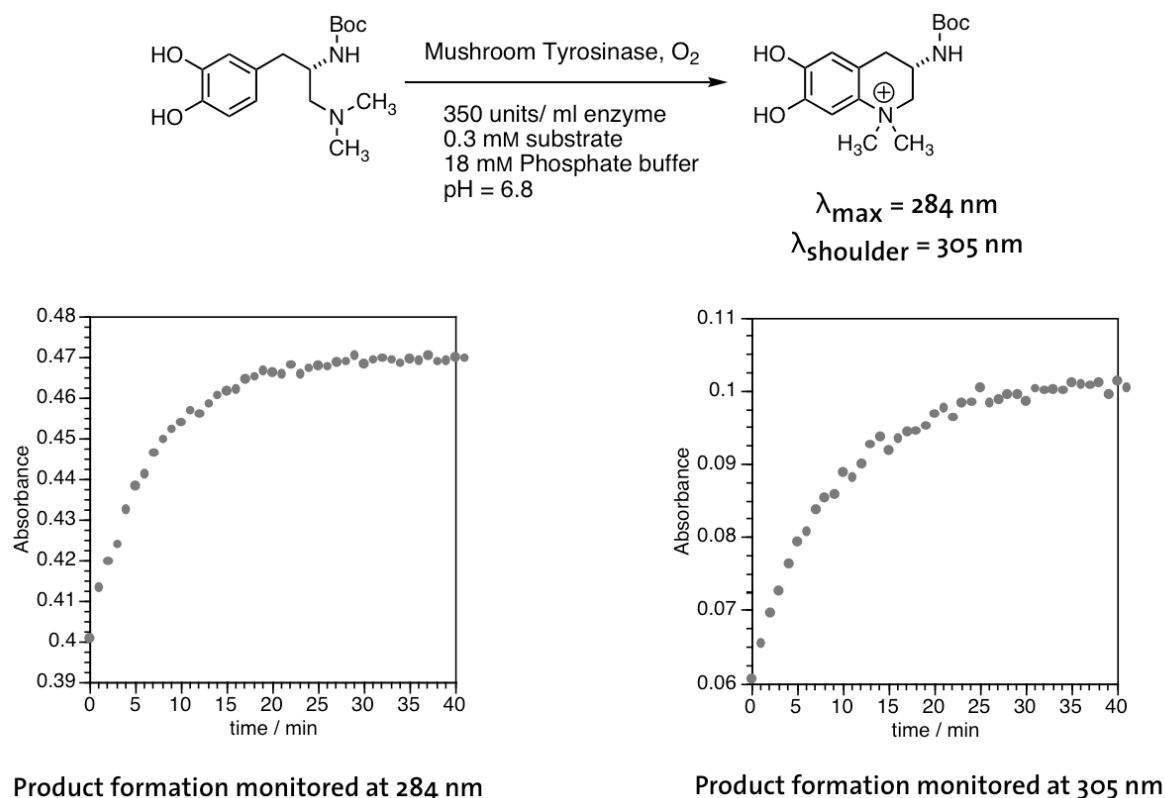 Boc
HO
NH
HO
N
CH₃
CH₃
Mushroom Tyrosinase, O₂
350 units/ ml enzyme
0.3 mM substrate
18 mM Phosphate buffer
pH = 6.8
Boc
HO
NH
HO
+
N
H₃C CH₃
λmax = 284 nm
λshoulder = 305 nm
0.48
0.47
0.46
0.45
0.44
0.43
0.42
0.41
0.4
0.39
Absorbance
0 5 10 15 20 25 30 35 40
time / min
Product formation monitored at 284 nm
0.11
0.1
0.09
0.08
0.07
0.06
Absorbance
0 5 10 15 20 25 30 35 40
time / min
Product formation monitored at 305 nm